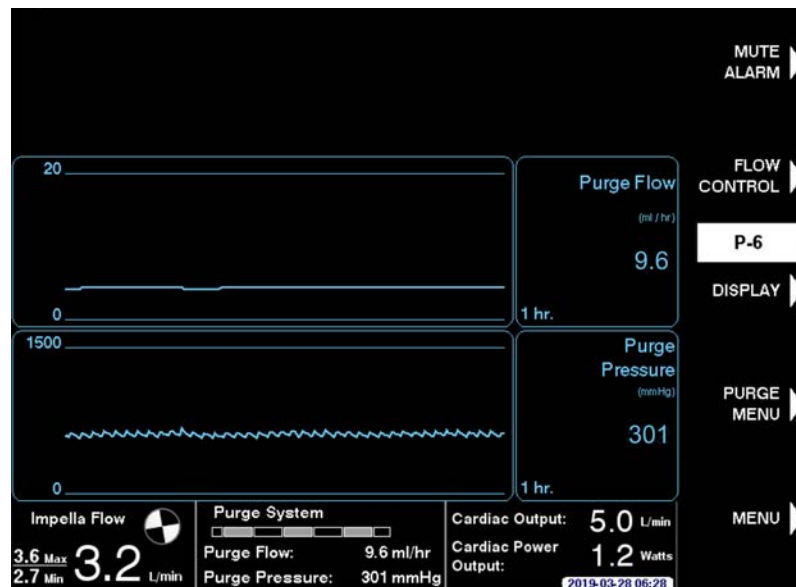 MUTE
ALARM
20
Purge Flow
(ml / hr)
9.6
0
1 hr.
FLOW
CONTROL
P-6
DISPLAY
1500
Purge
Pressure
(mmHg)
301
0
1 hr.
PURGE
MENU
Impella Flow
3.6 Max
2.7 Min
3.2 L/min
Purge System
Purge Flow: 9.6 ml/hr
Purge Pressure: 301 mmHg
Cardiac Output: 5.0 L/min
Cardiac Power
Output: 1.2 Watts
2019-03-28 06:28
MENU